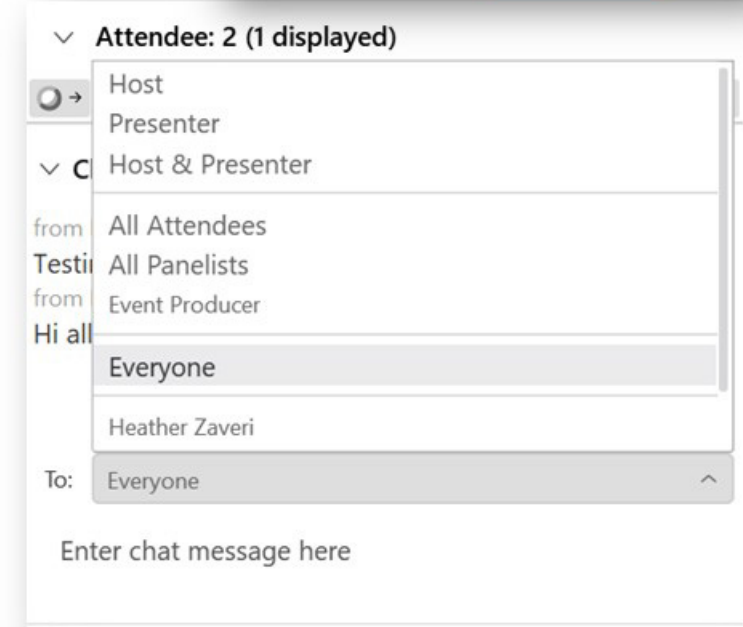 Attendee: 2 (1 displayed)
Host
Presenter
Host & Presenter
All Attendees
from
All Panelists
Event Producer
from
Hi all
Everyone
Heather Zaveri
To: Everyone
Enter chat message here